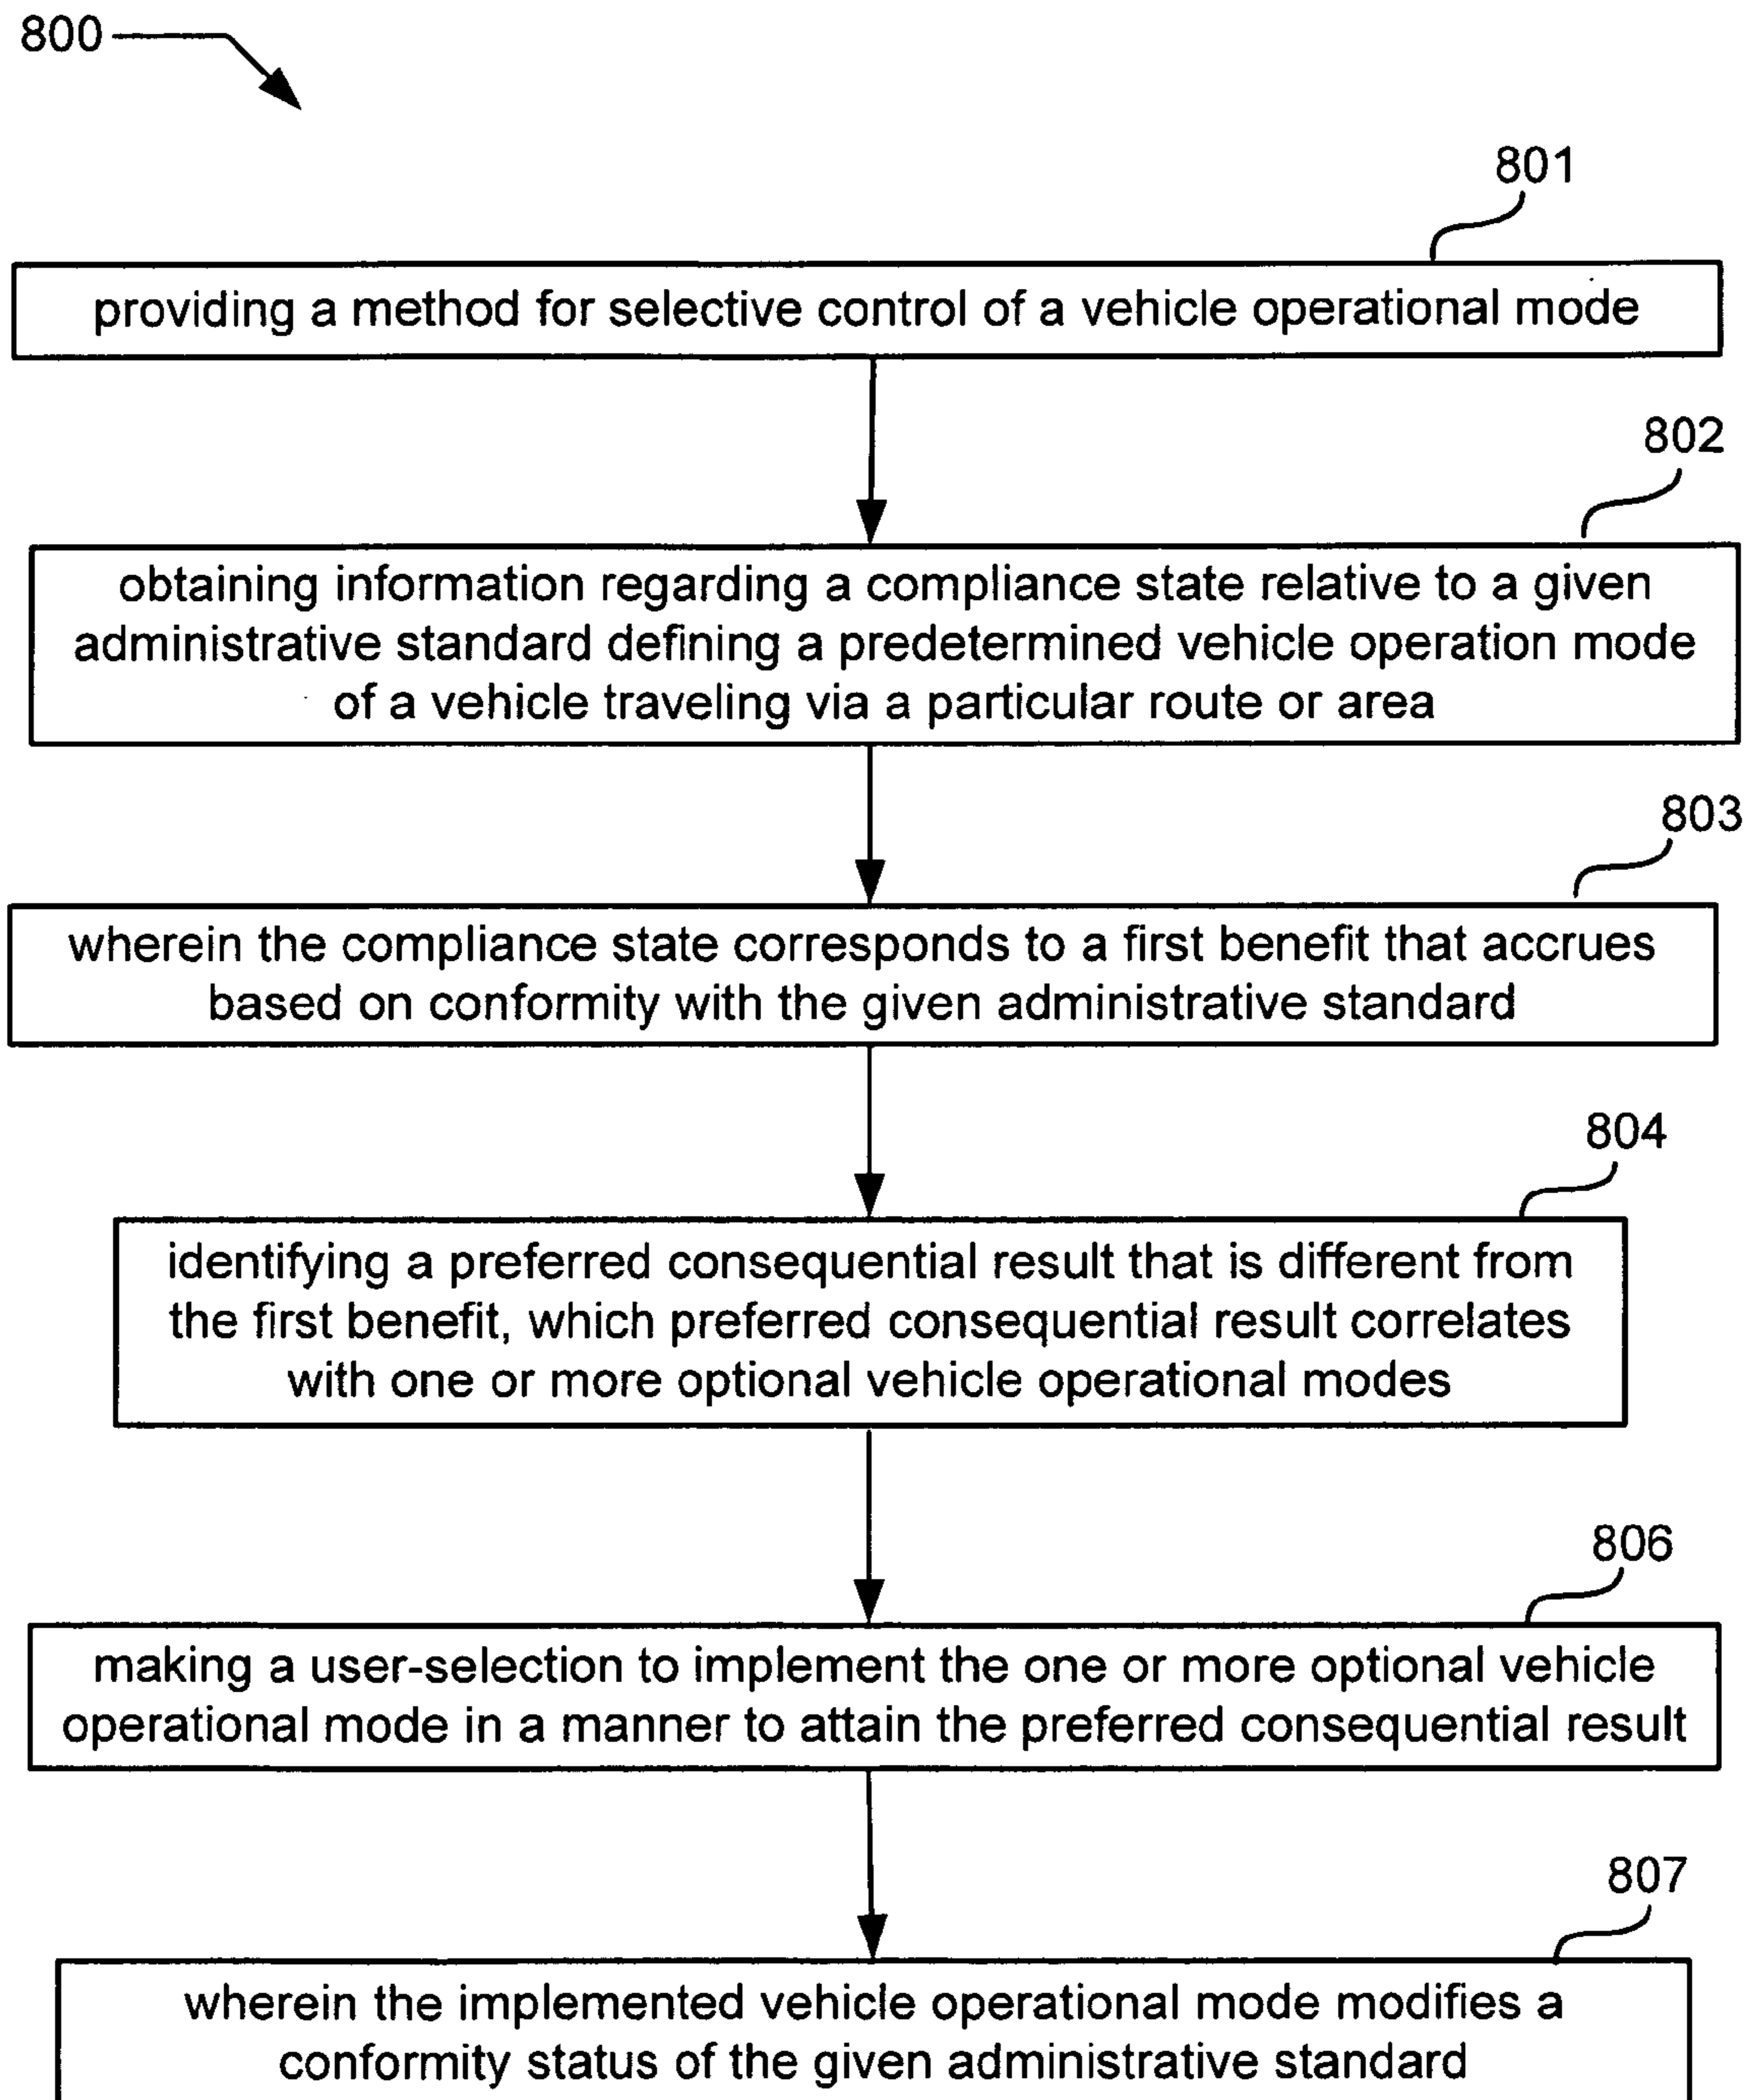 800
801
providing a method for selective control of a vehicle operational mode
802
obtaining information regarding a compliance state relative to a given
administrative standard defining a predetermined vehicle operation mode
of a vehicle traveling via a particular route or area
803
wherein the compliance state corresponds to a first benefit that accrues
based on conformity with the given administrative standard
804
identifying a preferred consequential result that is different from
the first benefit, which preferred consequential result correlates
with one or more optional vehicle operational modes
806
making a user-selection to implement the one or more optional vehicle
operational mode in a manner to attain the preferred consequential result
807
wherein the implemented vehicle operational mode modifies a
conformity status of the given administrative standard